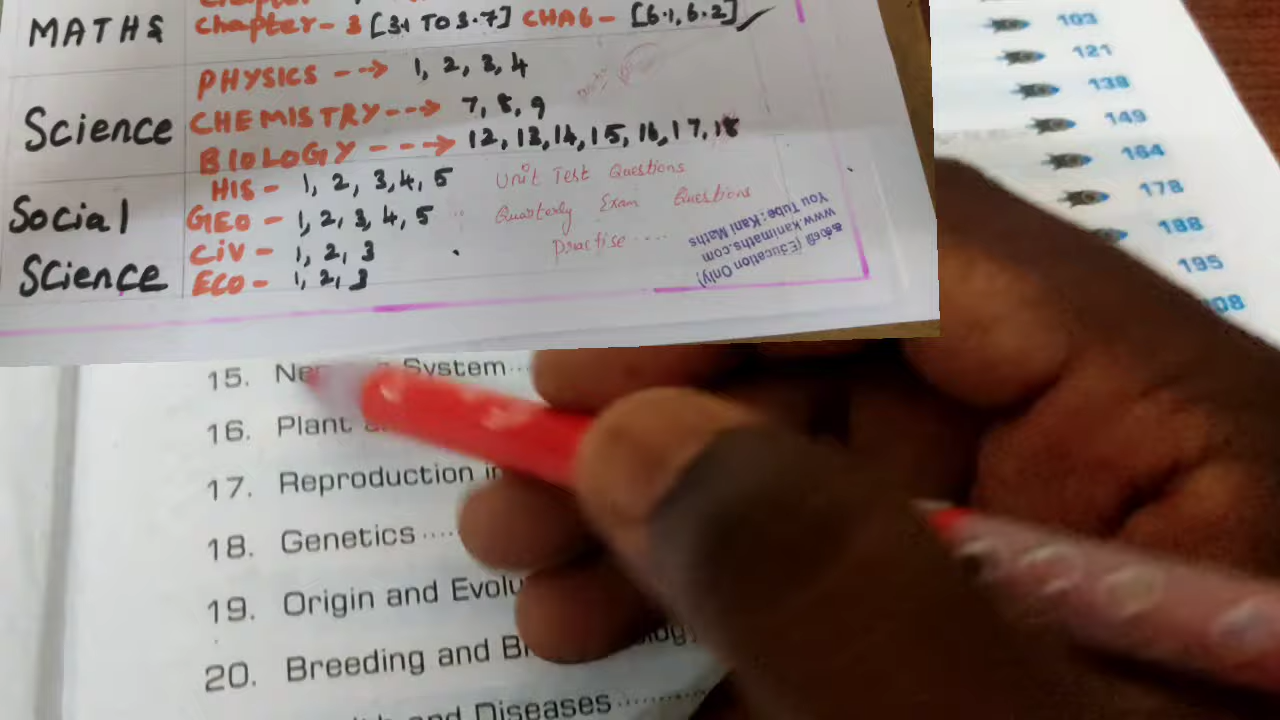 MATHS
Chapter - 3 [3.1 TO 3.7] CHA6 - [6.1, 6.2] ✓
Science
PHYSICS --→ 1, 2, 3, 4
CHEMISTRY --→ 7, 8, 9
BIOLOGY ---→ 12, 13, 14, 15, 16, 17, 18
Social Science
HIS - 1, 2, 3, 4, 5
GEO - 1, 2, 3, 4, 5
CIV - 1, 2, 3
ECO - 1, 2, 3
Unit Test Questions
Quarterly Exam Questions
Practise ....
(Education Only)
www.kanimaths.com
You Tube: Kani Maths
15. System
16. Plant
17. Reproduction in
18. Genetics
19. Origin and
20. Breeding and
and Diseases
103
121
138
149
164
178
188
195